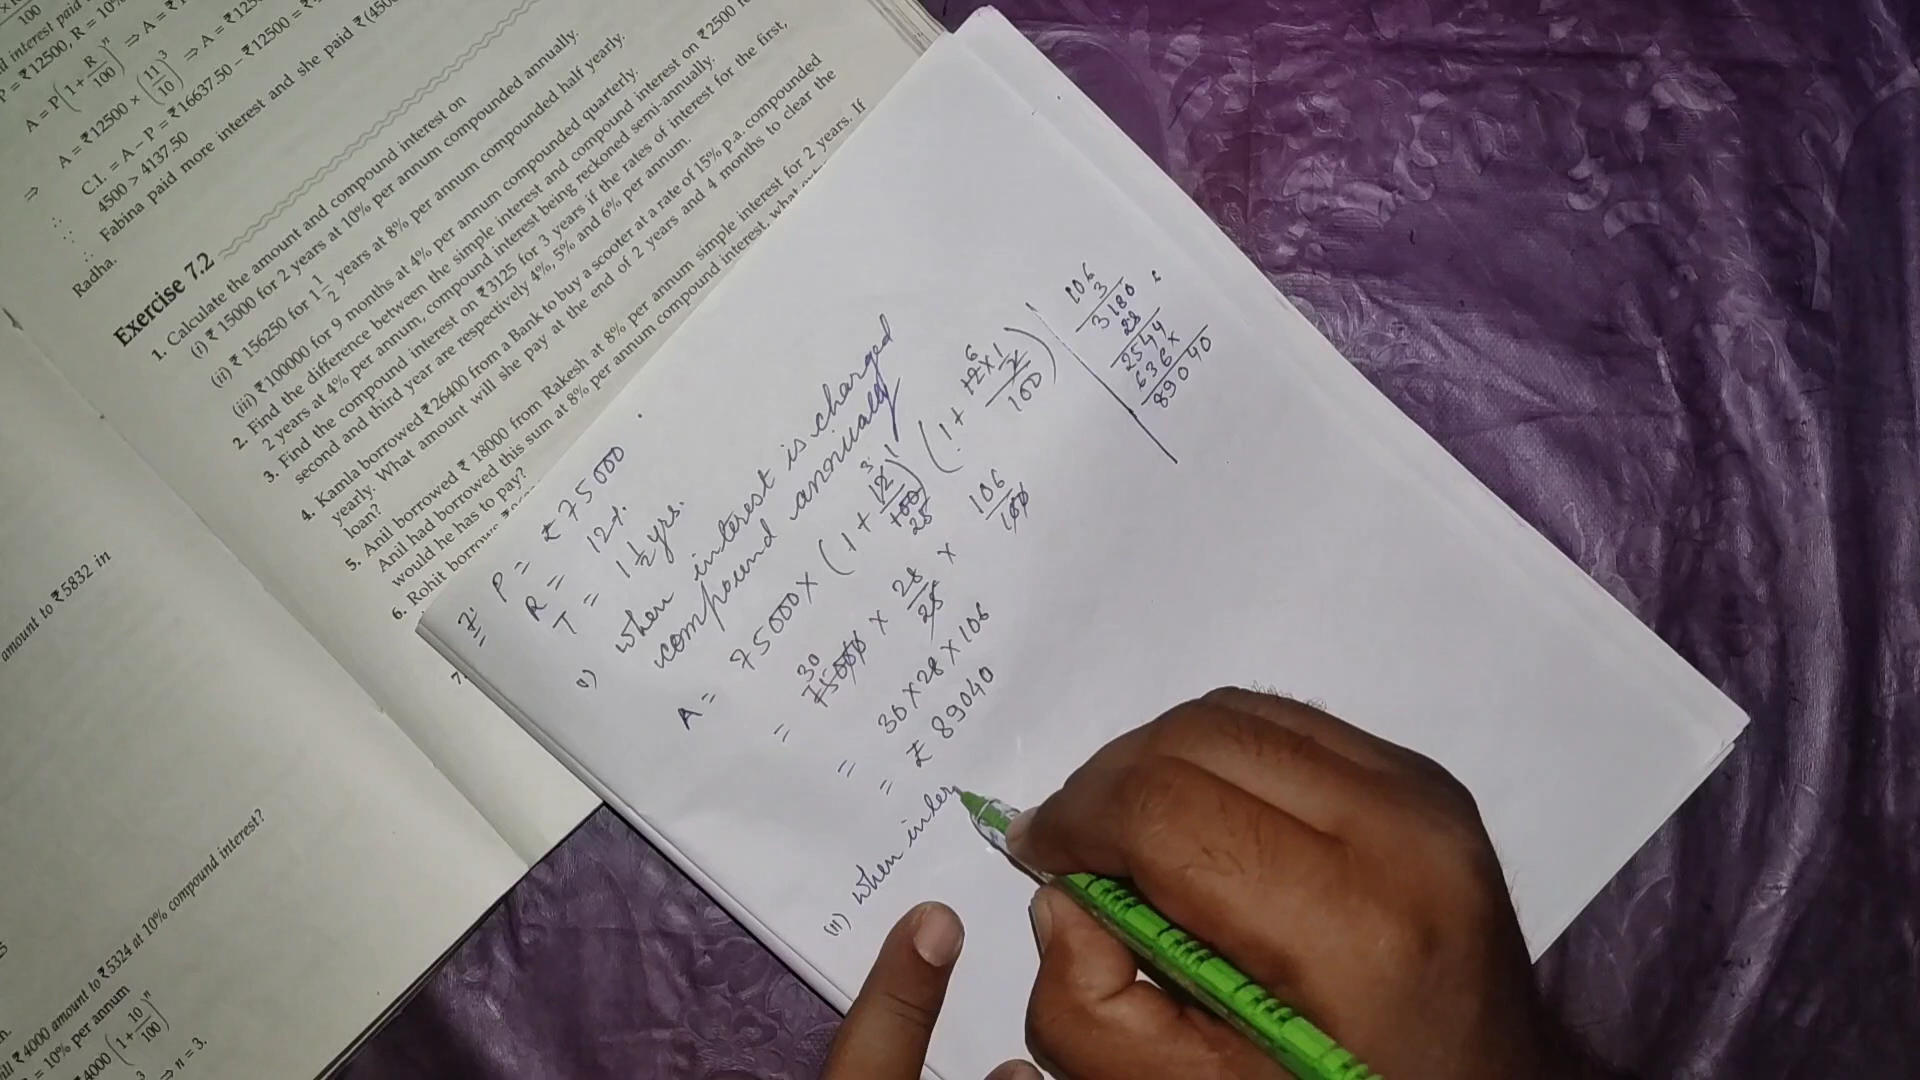 100
P = ₹12500, R = 10%
A = P(1 + R/100)^n ⇒ A = ₹
⇒ A = ₹12500 × (11/10)^3 ⇒ A = ₹125
∴ C.I. = A – P = ₹16637.50 – ₹12500 = ₹
∴ 4500 > 4137.50
∴ Fabina paid more interest and she paid ₹(450
Radha.
Exercise 7.2
1. Calculate the amount and compound interest on
(i) ₹ 15000 for 2 years at 10% per annum compounded annually.
(ii) ₹ 156250 for 1 1/2 years at 8% per annum compounded half yearly.
(iii) ₹100000 for 9 months at 4% per annum compounded quarterly.
2. Find the difference between the simple interest and compound interest on ₹2500
2 years at 4% per annum, compound interest being reckoned semi-annually.
3. Find the compound interest on ₹3125 for 3 years if the rates of interest for the first,
second and third year are respectively 4%, 5% and 6% per annum.
4. Kamla borrowed ₹26400 from a Bank to buy a scooter at a rate of 15% p.a. compounded
yearly. What amount will she pay at the end of 2 years and 4 months to clear the
loan?
5. Anil borrowed ₹ 18000 from Rakesh at 8% per annum simple interest for 2 years. If
Anil had borrowed this sum at 8% per annum compound interest, what
would he has to pay?
6. Rohit borrows
7.
amount to ₹5832 in
₹4000 amount to ₹5324 at 10% compound interest?
= 10% per annum
4000 (1 + 10/100)^n
⇒ n = 3.
7. P = ₹ 75000
R = 12%
T = 1 1/2 yrs.
(i) when interest is charged
compound annually
A = 75000 × (1 + 12/100) (1 + 12 × 1/2 / 100)
= 75000 × 28/25 × 106/100
= 30 × 28 × 106
= ₹ 89040
(ii) when inter
106
3
3180
28
2544
636×
89040